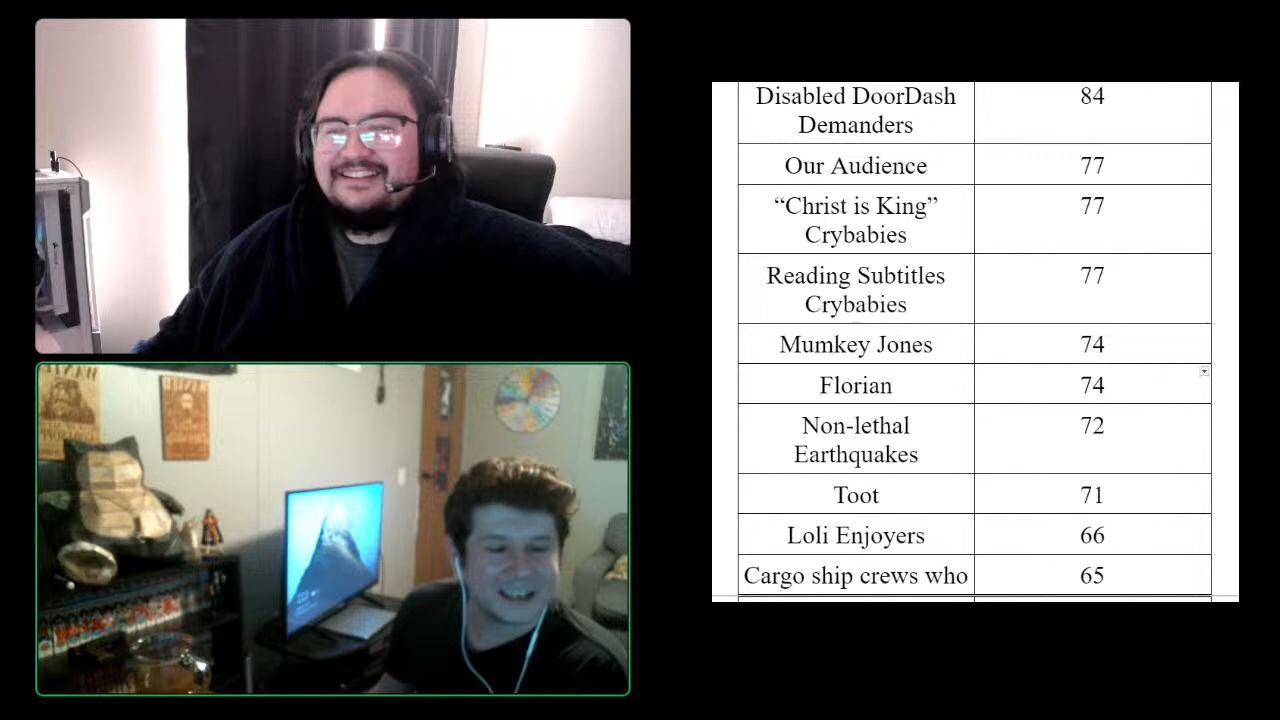 Disabled DoorDash
Demanders
84
Our Audience
77
“Christ is King”
Crybabies
77
Reading Subtitles
Crybabies
77
Mumkey Jones
74
Florian
74
Non-lethal
Earthquakes
72
Toot
71
Loli Enjoyers
66
Cargo ship crews who
65